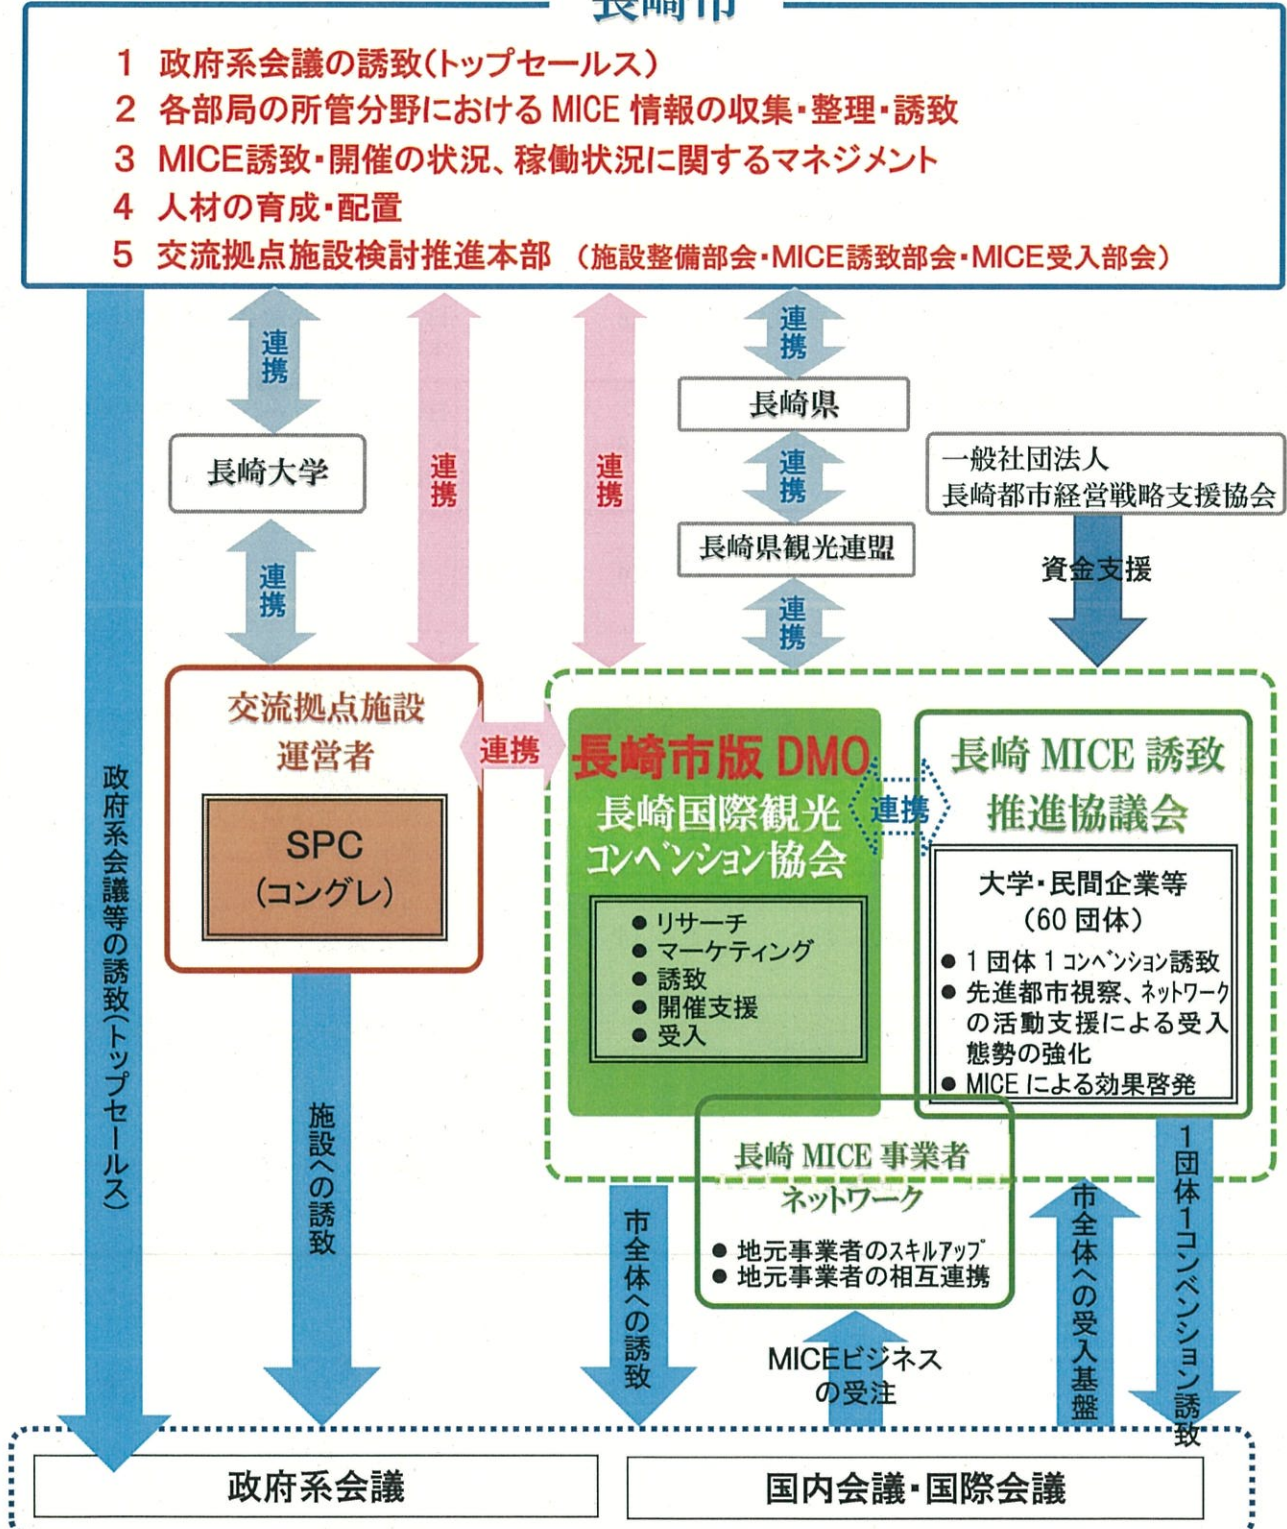 長崎市
1 政府系会議の誘致(トップセールス)
2 各部局の所管分野における MICE 情報の収集・整理・誘致
3 MICE誘致・開催の状況、稼働状況に関するマネジメント
4 人材の育成・配置
5 交流拠点施設検討推進本部 (施設整備部会・MICE誘致部会・MICE受入部会)
連携
連携
連携
連携
長崎県
長崎大学
連携
一般社団法人
長崎都市経営戦略支援協会
長崎県観光連盟
資金支援
連携
連携
交流拠点施設
運営者
SPC
(コングレ)
連携
長崎市版 DMO
長崎国際観光
コンベンション協会
● リサーチ
● マーケティング
● 誘致
● 開催支援
● 受入
連携
長崎 MICE 誘致
推進協議会
大学・民間企業等
(60 団体)
● 1 団体 1 コンベンション誘致
● 先進都市視察、ネットワーク
の活動支援による受入
態勢の強化
● MICE による効果啓発
長崎 MICE 事業者
ネットワーク
● 地元事業者のスキルアップ
● 地元事業者の相互連携
政府系会議等の誘致(トップセールス)
施設への誘致
市全体への誘致
MICEビジネス
の受注
市全体への受入基盤
1団体1コンベンション誘致
政府系会議
国内会議・国際会議